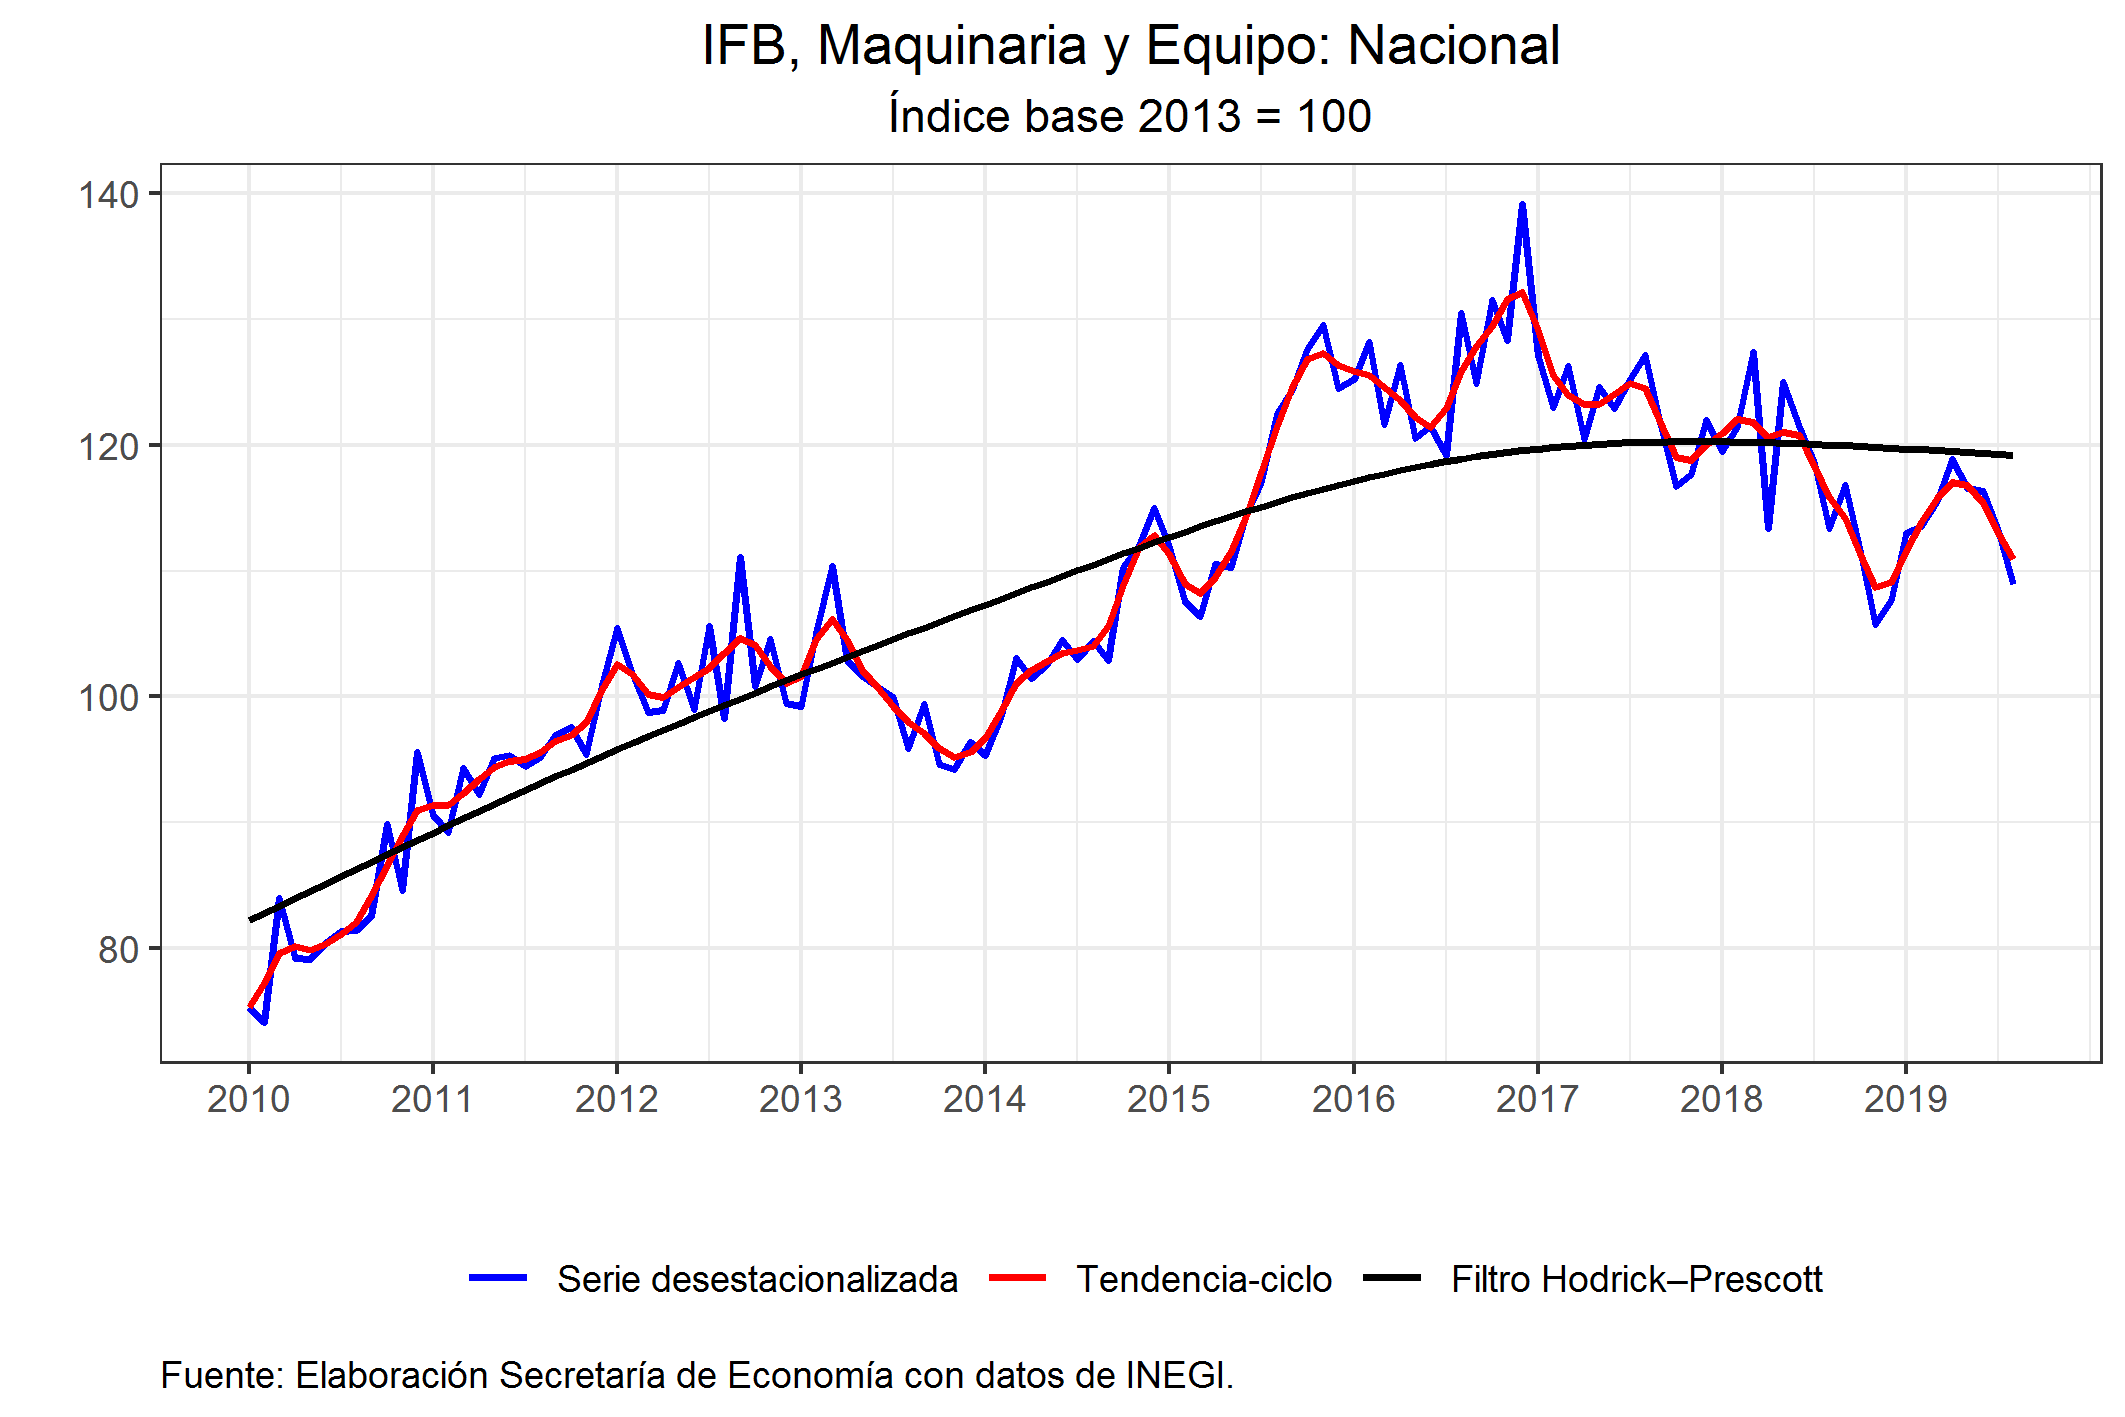 IFB, Maquinaria y Equipo: Nacional
Índice base 2013 = 100
140
120
100
80
2010 2011 2012 2013 2014 2015 2016 2017 2018 2019
Serie desestacionalizada Tendencia-ciclo Filtro Hodrick–Prescott
Fuente: Elaboración Secretaría de Economía con datos de INEGI.